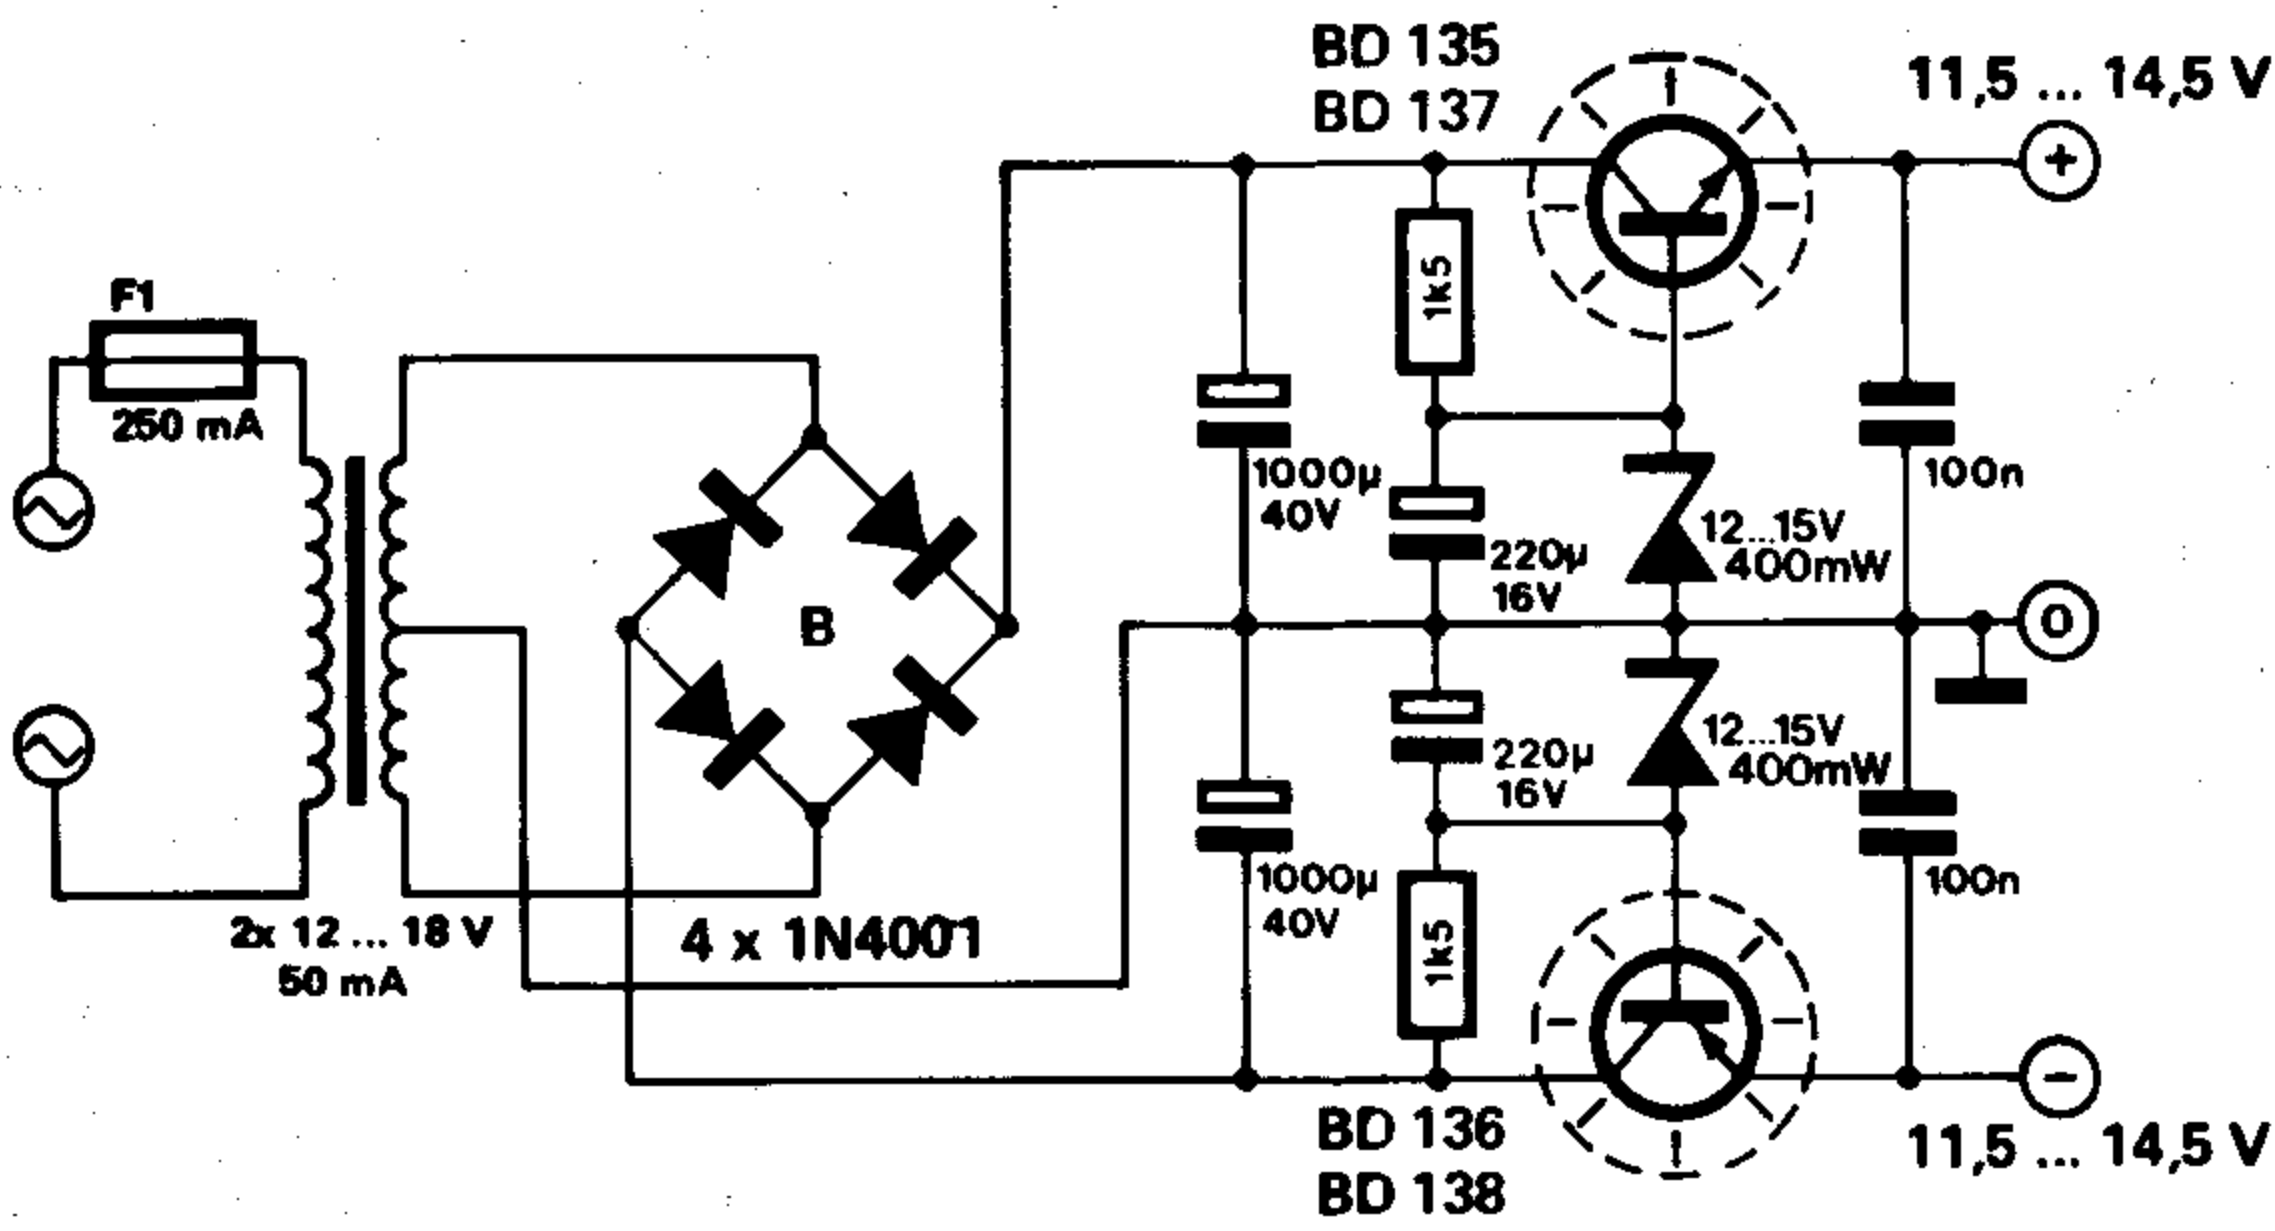 BD 135
BD 137
11,5 ... 14,5 V
+
F1
250 mA
1k5
1000µ
40V
220µ
16V
12...15V
400mW
100n
B
0
2x 12 ... 18 V
50 mA
4 x 1N4001
1000µ
40V
220µ
16V
12...15V
400mW
100n
1k5
BD 136
BD 138
−
11,5 ... 14,5 V